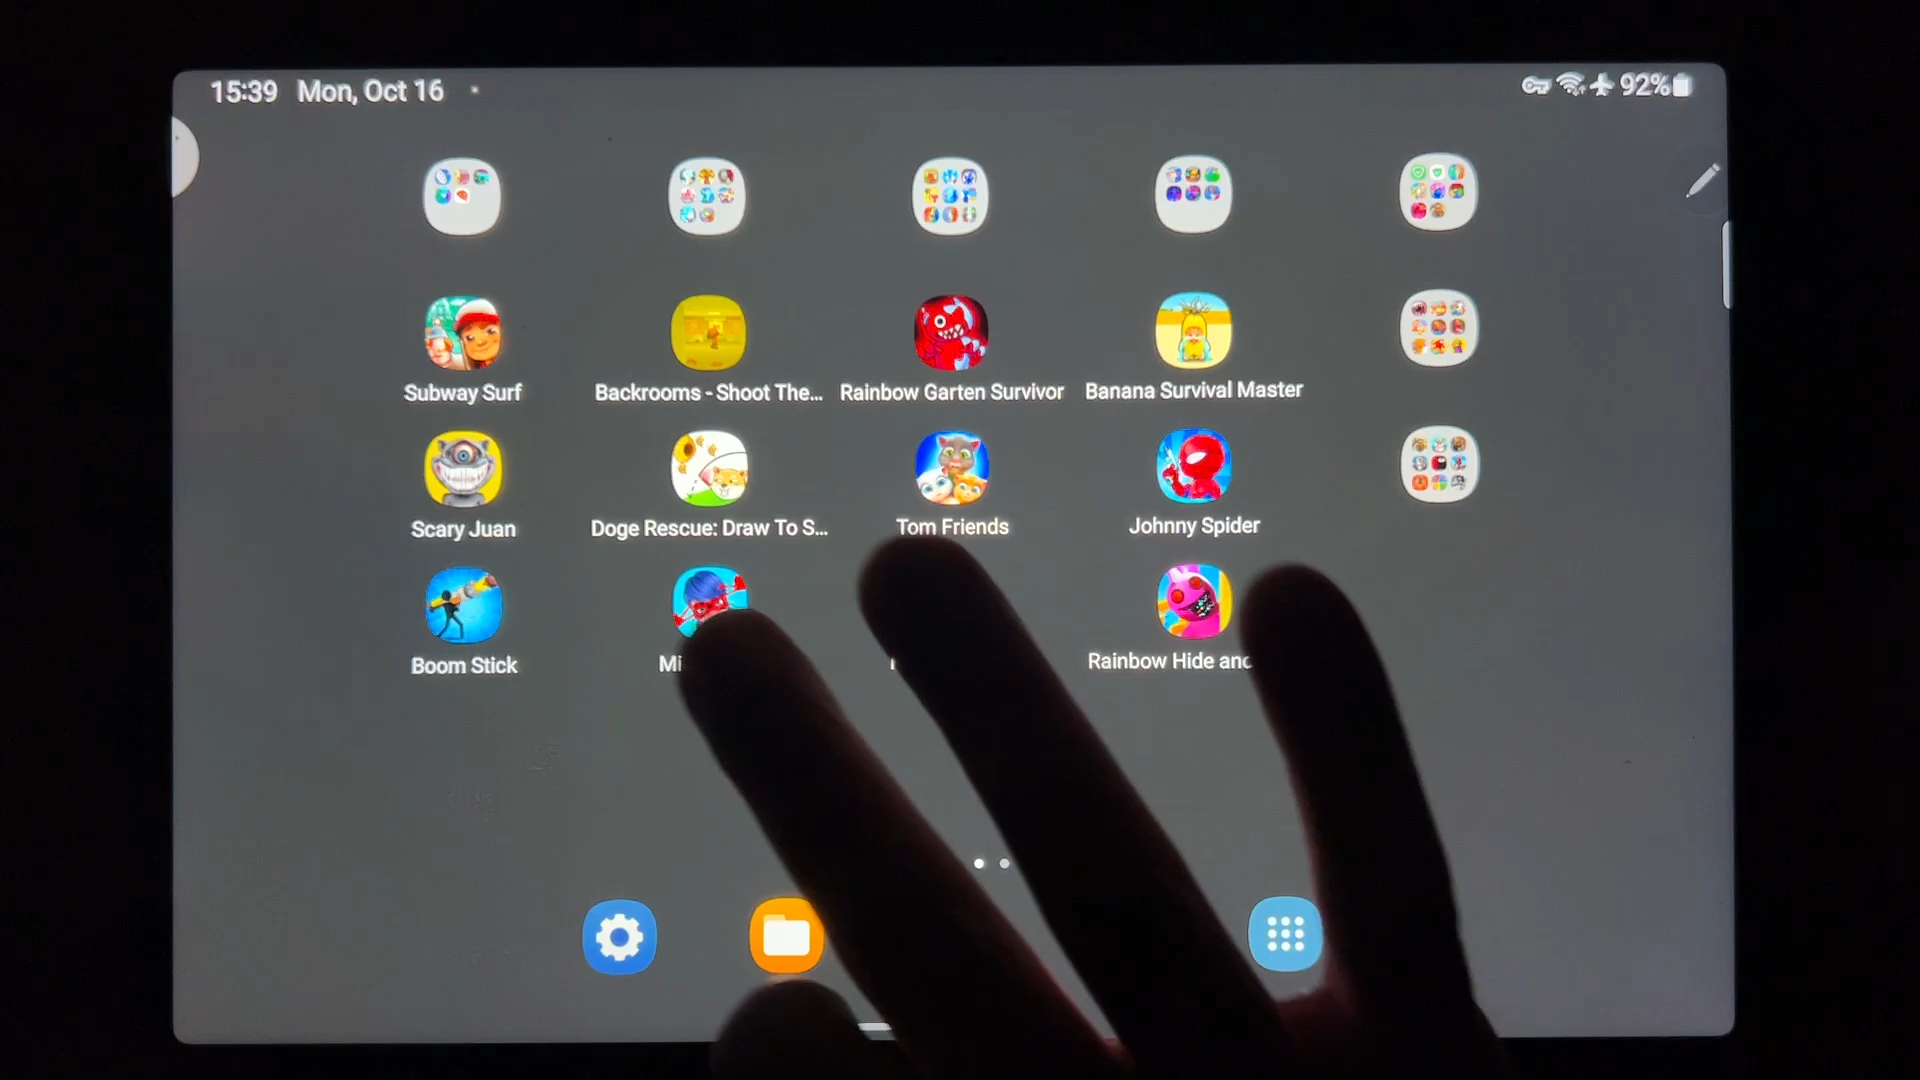 15:39 Mon, Oct 16
92%
Subway Surf
Backrooms - Shoot The...
Rainbow Garten Survivor
Banana Survival Master
Scary Juan
Doge Rescue: Draw To S...
Tom Friends
Johnny Spider
Boom Stick
Mi
Rainbow Hide and